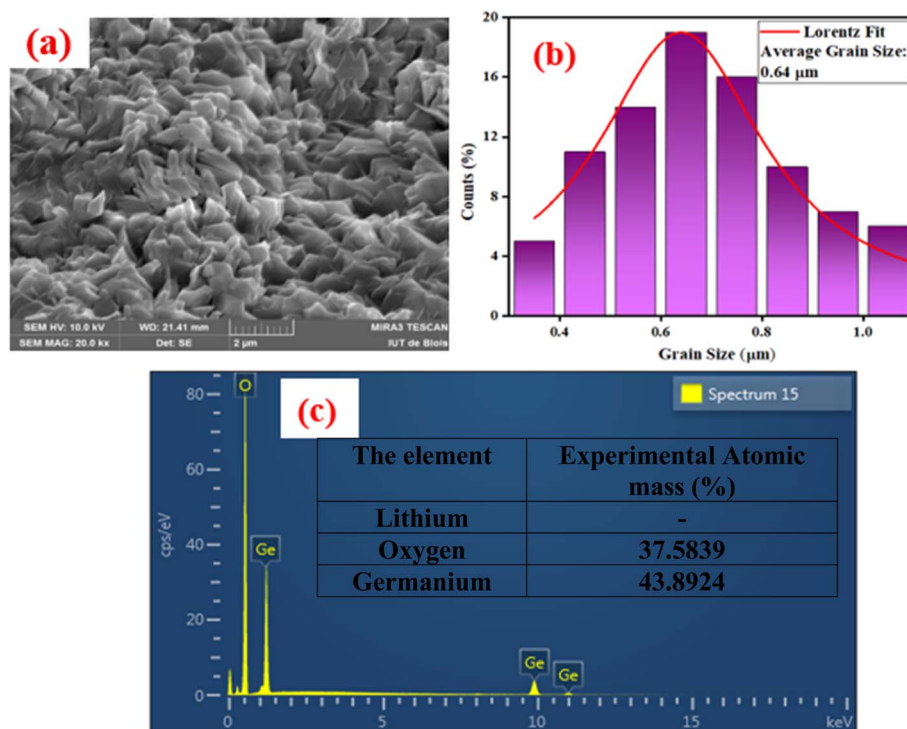 (a)
SEM HV: 10.0 kV WD: 21.41 mm MIRA3 TESCAN
SEM MAG: 20.0 kx Det: SE 2 µm IUT de Blois
(b)
Lorentz Fit
Average Grain Size:
0.64 µm
20
16
12
8
4
0
Counts (%)
0.4 0.6 0.8 1.0
Grain Size (µm)
(c)
Spectrum 15
80
60
40
20
0
cps/eV
O
Ge
Ge
Ge
The element Experimental Atomic
mass (%)
Lithium -
Oxygen 37.5839
Germanium 43.8924
0 5 10 15 keV